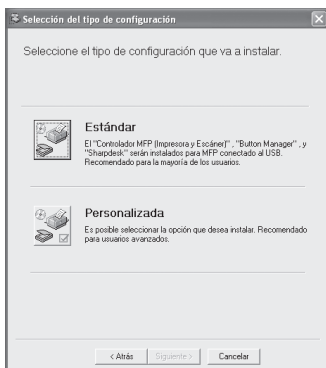 Selección del tipo de configuración
Seleccione el tipo de configuración que va a instalar.
Estándar
El "Controlador MFP (Impresora y Escáner)" , "Button Manager" , y
"Sharpdesk" serán instalados para MFP conectado al USB.
Recomendado para la mayoría de los usuarios.
Personalizada
Es posible seleccionar la opción que desea instalar. Recomendado
para usuarios avanzados.
< Atrás Siguiente > Cancelar